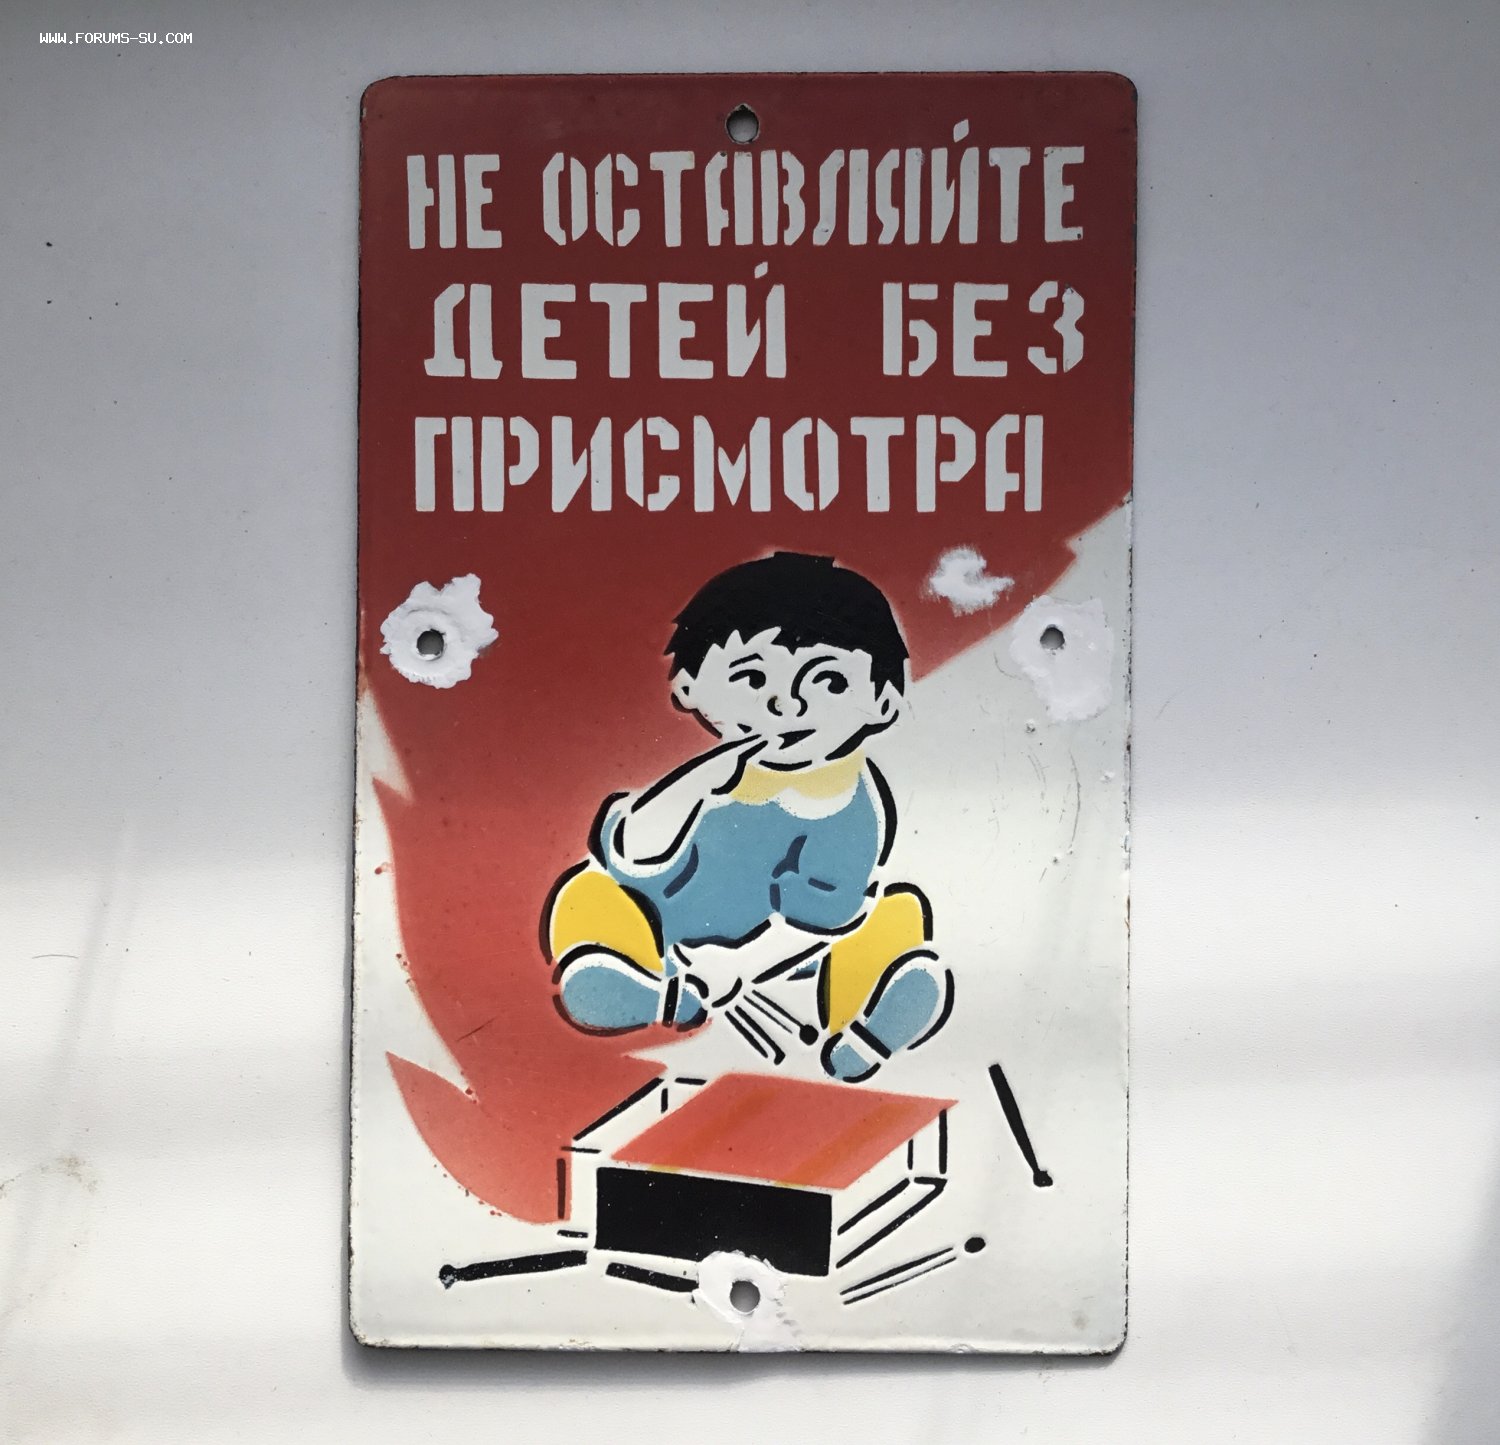 WWW.FORUMS-SU.COM
НЕ ОСТАВЛЯЙТЕ
ДЕТЕЙ БЕЗ
ПРИСМОТРА